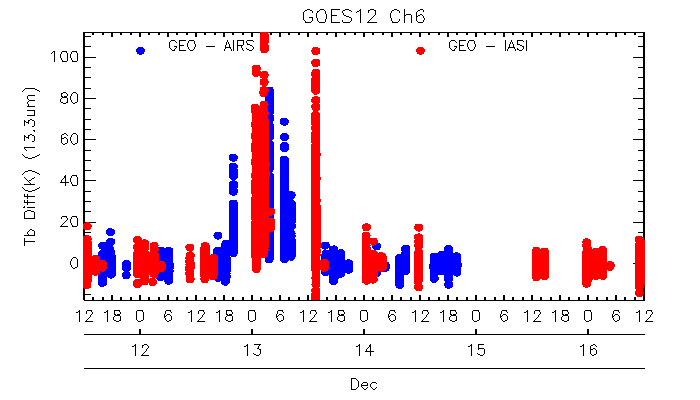 GOES12 Ch6
GEO - AIRS
GEO - IASI
Tb Diff(K) (13.3um)
100
80
60
40
20
0
12 18 0 6 12 18 0 6 12 18 0 6 12 18 0 6 12 18 0 6 12
12 13 14 15 16
Dec